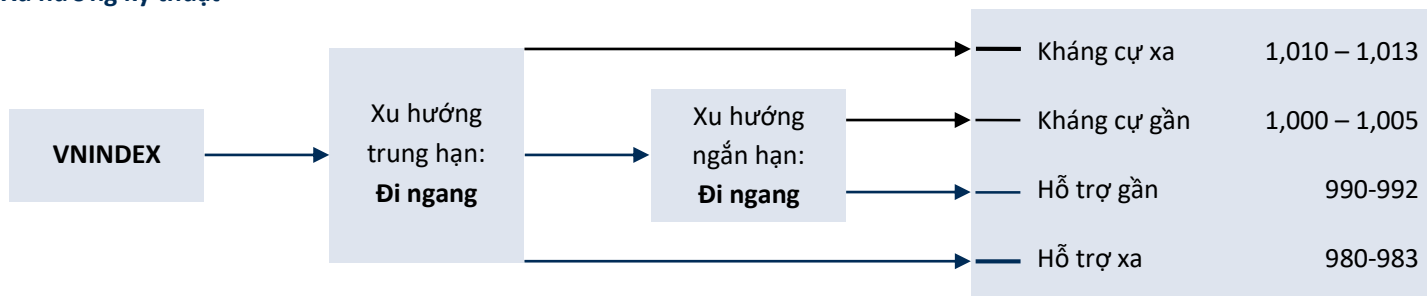 Kháng cự xa 1,010 – 1,013
Xu hướng
trung hạn:
Đi ngang
Xu hướng
ngắn hạn:
Đi ngang
Kháng cự gần 1,000 – 1,005
VNINDEX
Hỗ trợ gần 990-992
Hỗ trợ xa 980-983